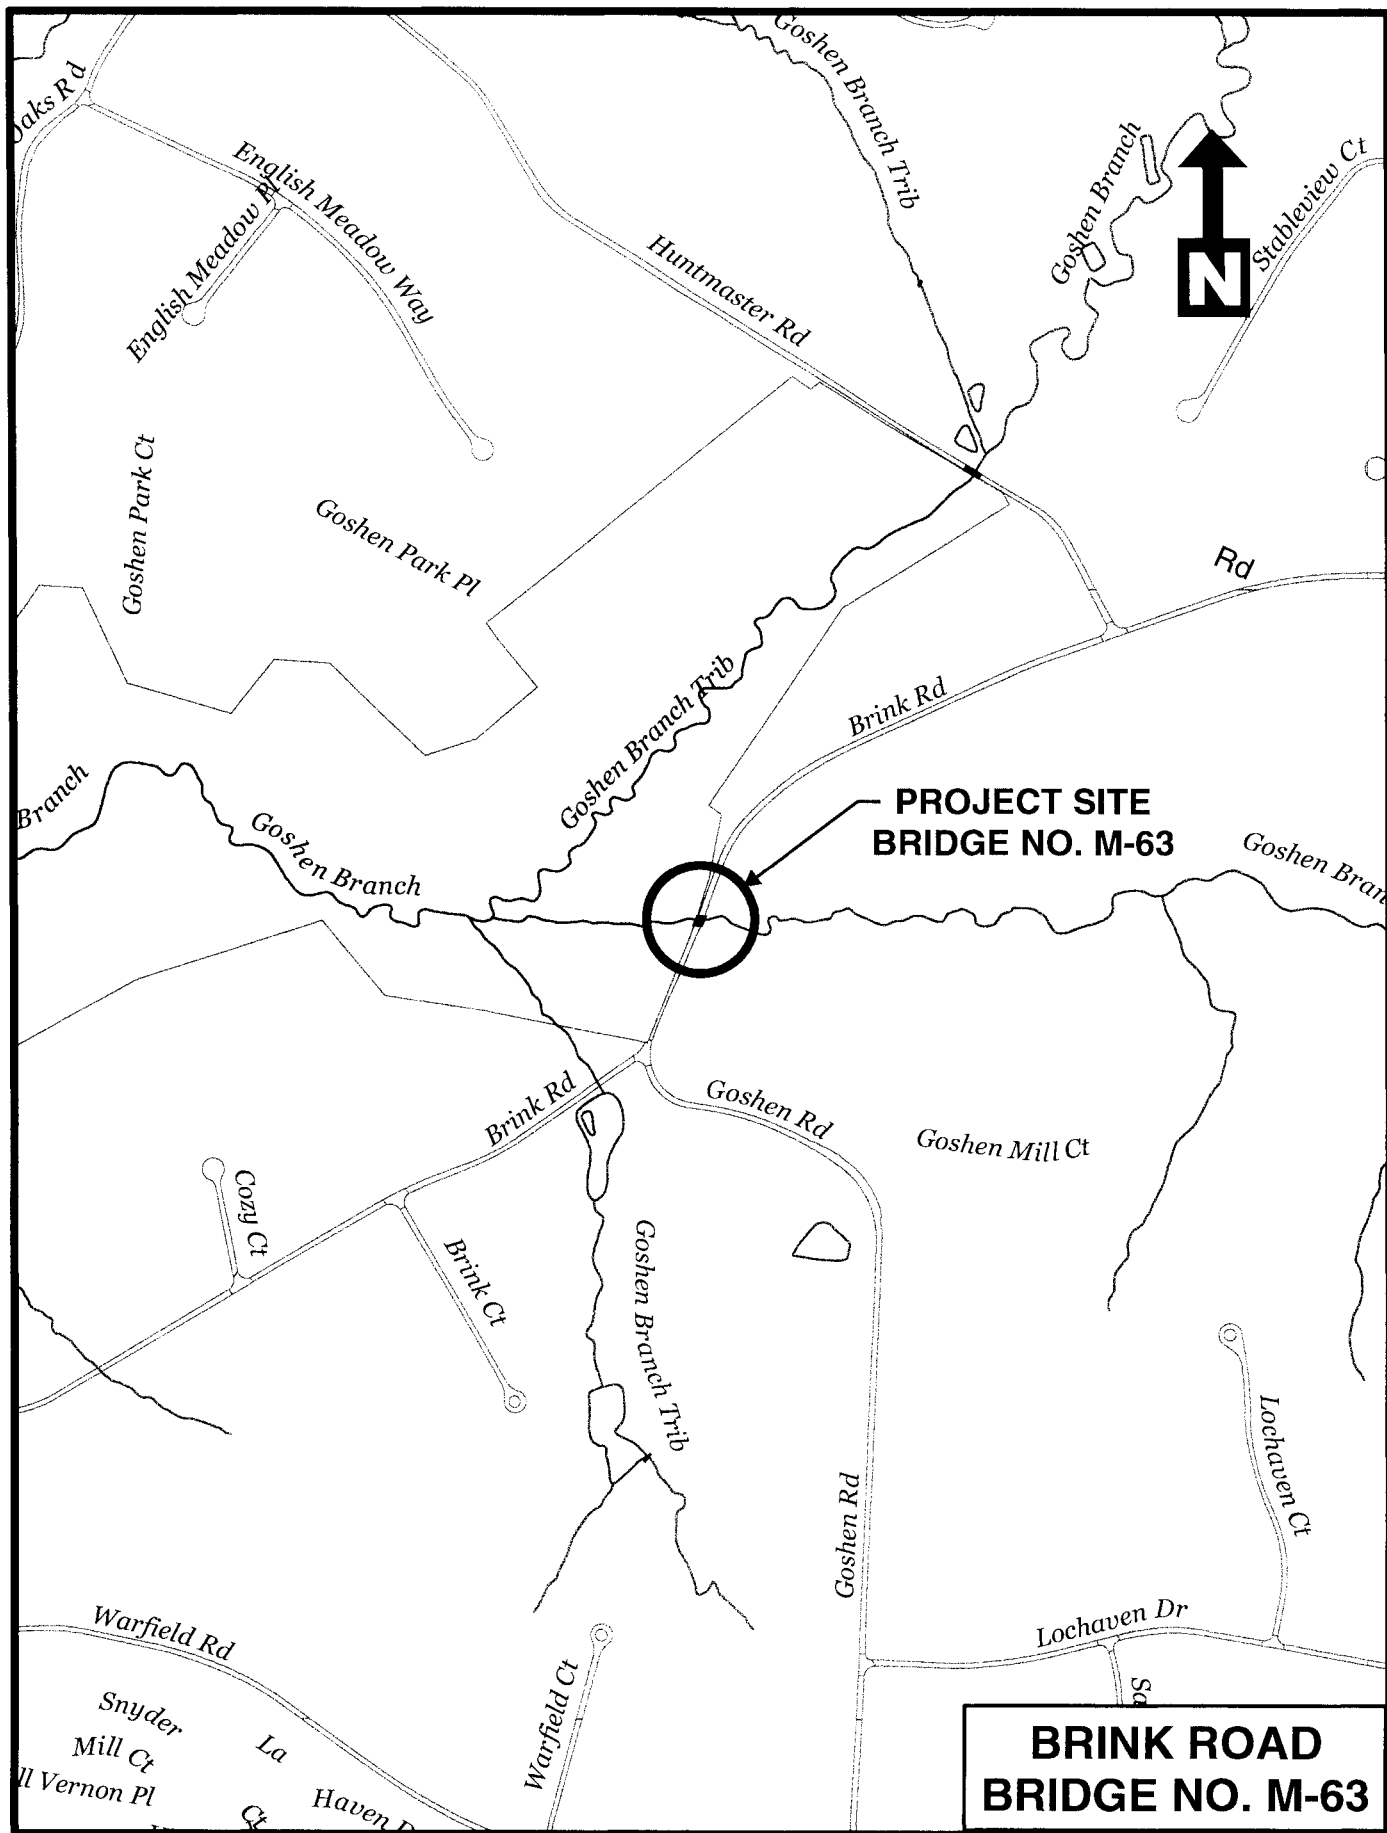 Goshen Branch Trib
Oaks Rd
English Meadow Way
English Meadow Pl
Goshen Branch
Stableview Ct
N
Huntmaster Rd
Goshen Park Ct
Goshen Park Pl
Rd
Goshen Branch Trib
Brink Rd
Branch
Goshen Branch
PROJECT SITE
BRIDGE NO. M-63
Goshen Bran
Brink Rd
Goshen Rd
Goshen Mill Ct
Cozy Ct
Brink Ct
Goshen Branch Trib
Lochaven Ct
Goshen Rd
Lochaven Dr
Warfield Rd
Warfield Ct
Sa
Snyder
Mill Ct
La
ll Vernon Pl
Ct
Haven D
BRINK ROAD
BRIDGE NO. M-63